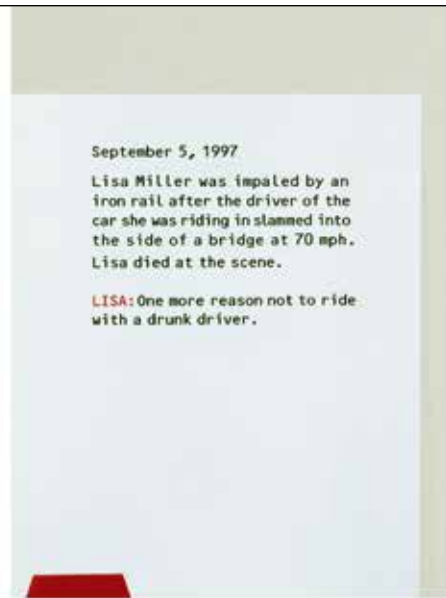 September 5, 1997
Lisa Miller was impaled by an
iron rail after the driver of the
car she was riding in slammed into
the side of a bridge at 70 mph.
Lisa died at the scene.
LISA: One more reason not to ride
with a drunk driver.